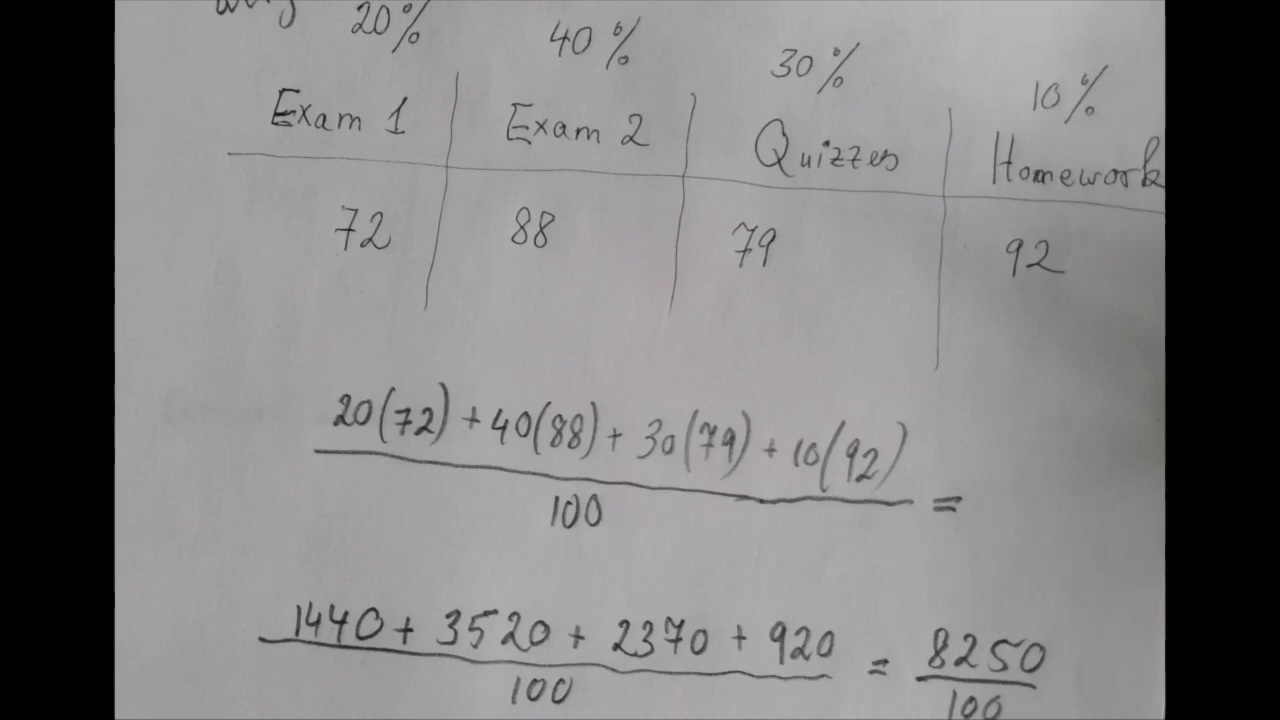 20% 40% 30% 10%
Exam 1 Exam 2 Quizzes Homework
72 88 79 92
20(72) + 40(88) + 30(79) + 10(92)
100 =
1440 + 3520 + 2370 + 920 = 8250
100 100